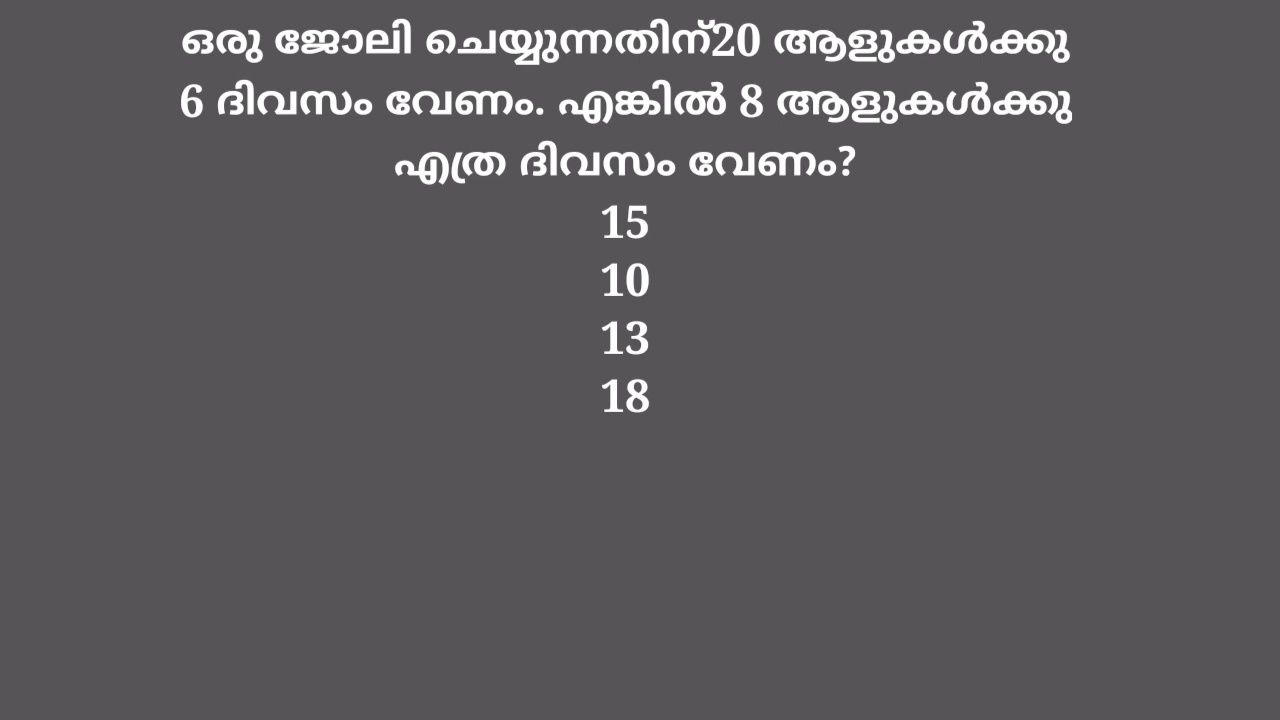 ഒരു ജോലി ചെയ്യുന്നതിന്20 ആളുകൾക്കു
6 ദിവസം വേണം. എങ്കിൽ 8 ആളുകൾക്കു
എത്ര ദിവസം വേണം?
15
10
13
18